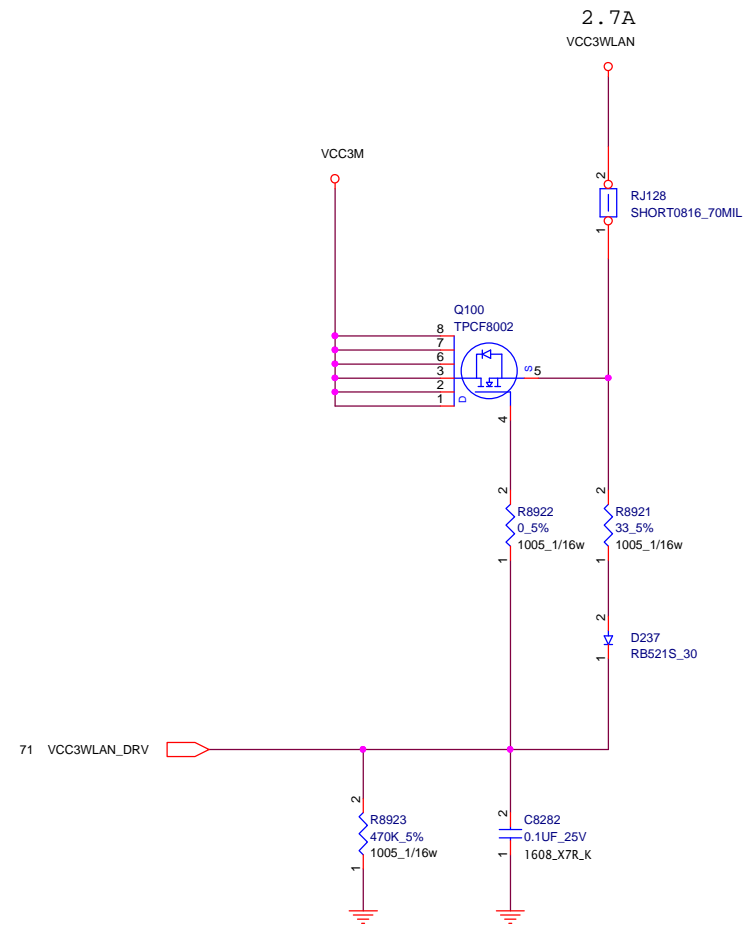 2.7A
VCC3WLAN
VCC3M
2
RJ128
SHORT0816_70MIL
1
Q100
TPCF8002
8
7
6
3
2
1
D
S
5
4
2
R8922
0_5%
1005_1/16w
1
2
R8921
33_5%
1005_1/16w
1
2
D237
RB521S_30
1
71 VCC3WLAN_DRV
2
R8923
470K_5%
1005_1/16w
1
2
C8282
0.1UF_25V
1608_X7R_K
1